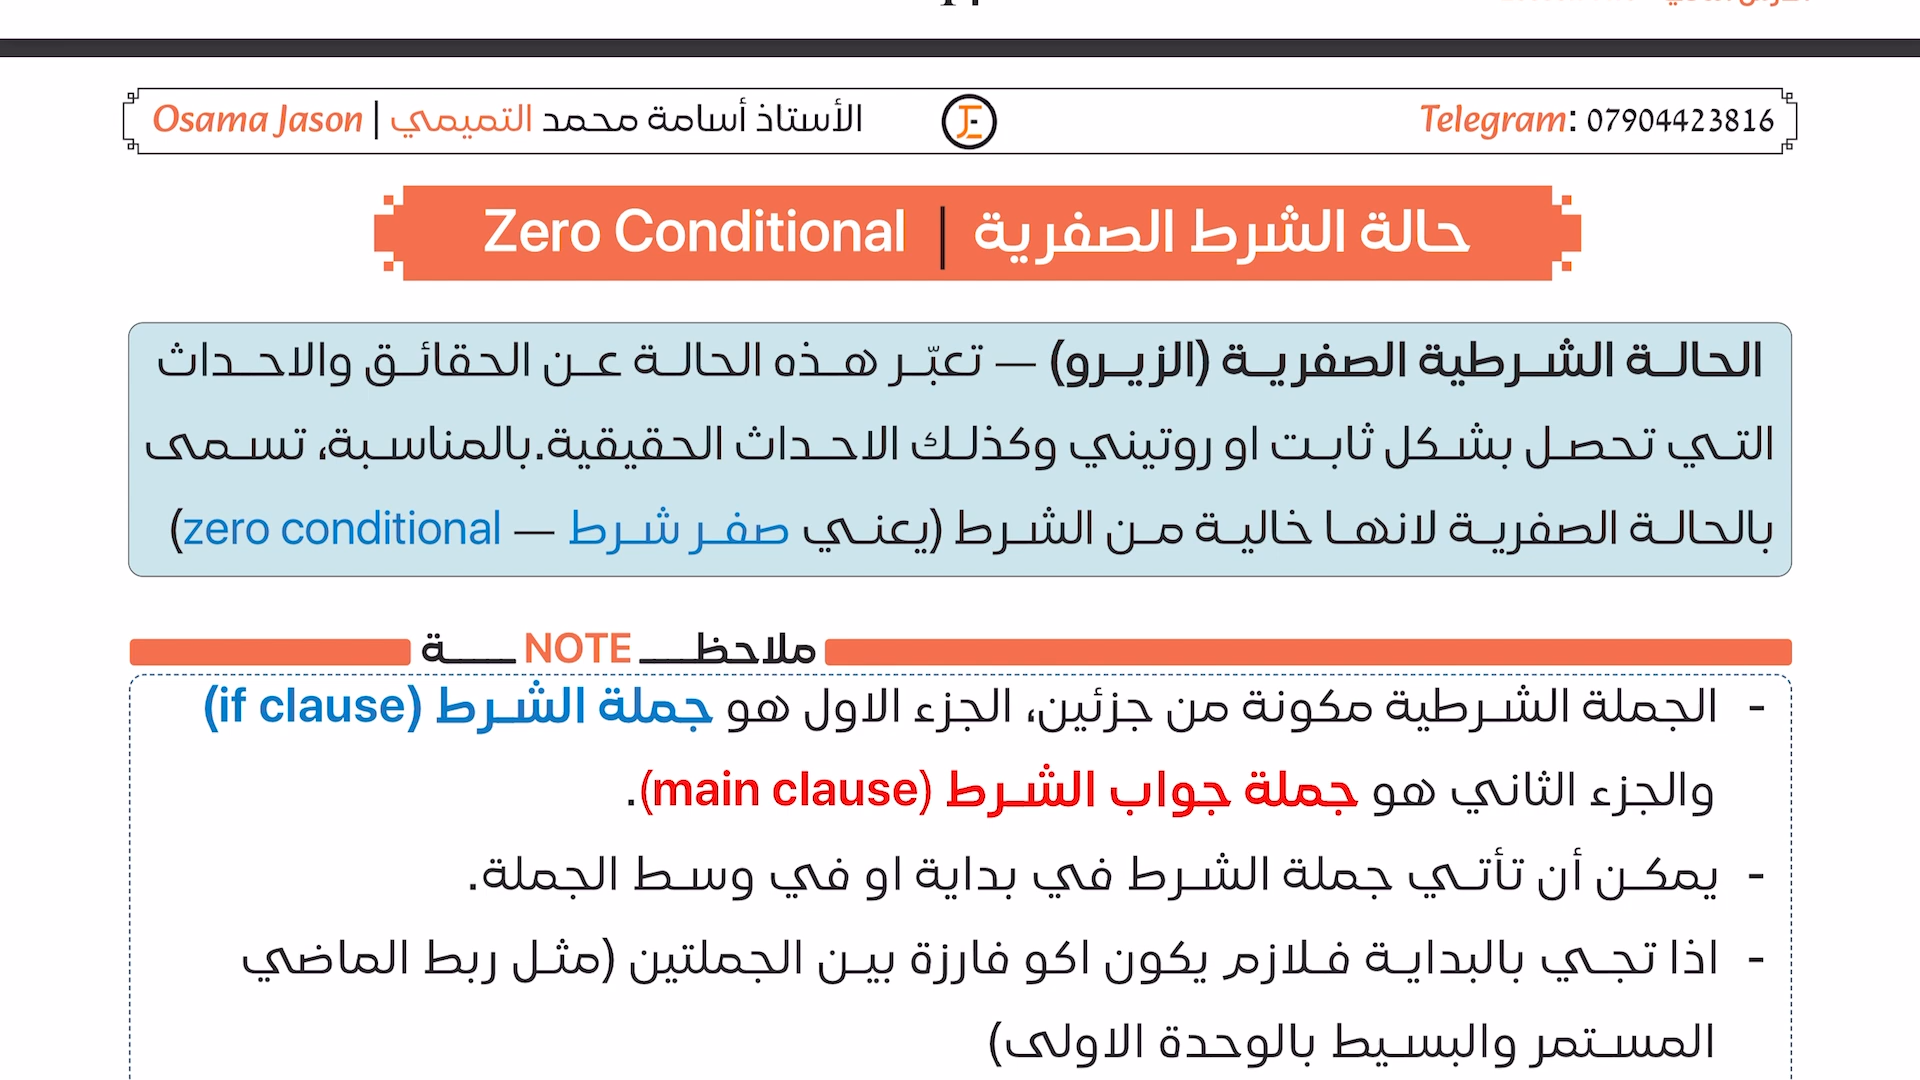 Osama Jason | الأستاذ أسامة محمد التميمي
JE
Telegram: 07904423816
حالة الشرط الصفرية | Zero Conditional
الحالة الشرطية الصفرية (الزيرو) — تعبّر هذه الحالة عن الحقائق والاحداث
التي تحصل بشكل ثابت او روتيني وكذلك الاحداث الحقيقية.بالمناسبة، تسمى
بالحالة الصفرية لانها خالية من الشرط (يعني صفر شرط — zero conditional)
ملاحظـــ NOTE ـــة
- الجملة الشرطية مكونة من جزئين، الجزء الاول هو جملة الشرط (if clause)
والجزء الثاني هو جملة جواب الشرط (main clause).
- يمكن أن تأتي جملة الشرط في بداية او في وسط الجملة.
- اذا تجي بالبداية فلازم يكون اكو فارزة بين الجملتين (مثل ربط الماضي
المستمر والبسيط بالوحدة الاولى)